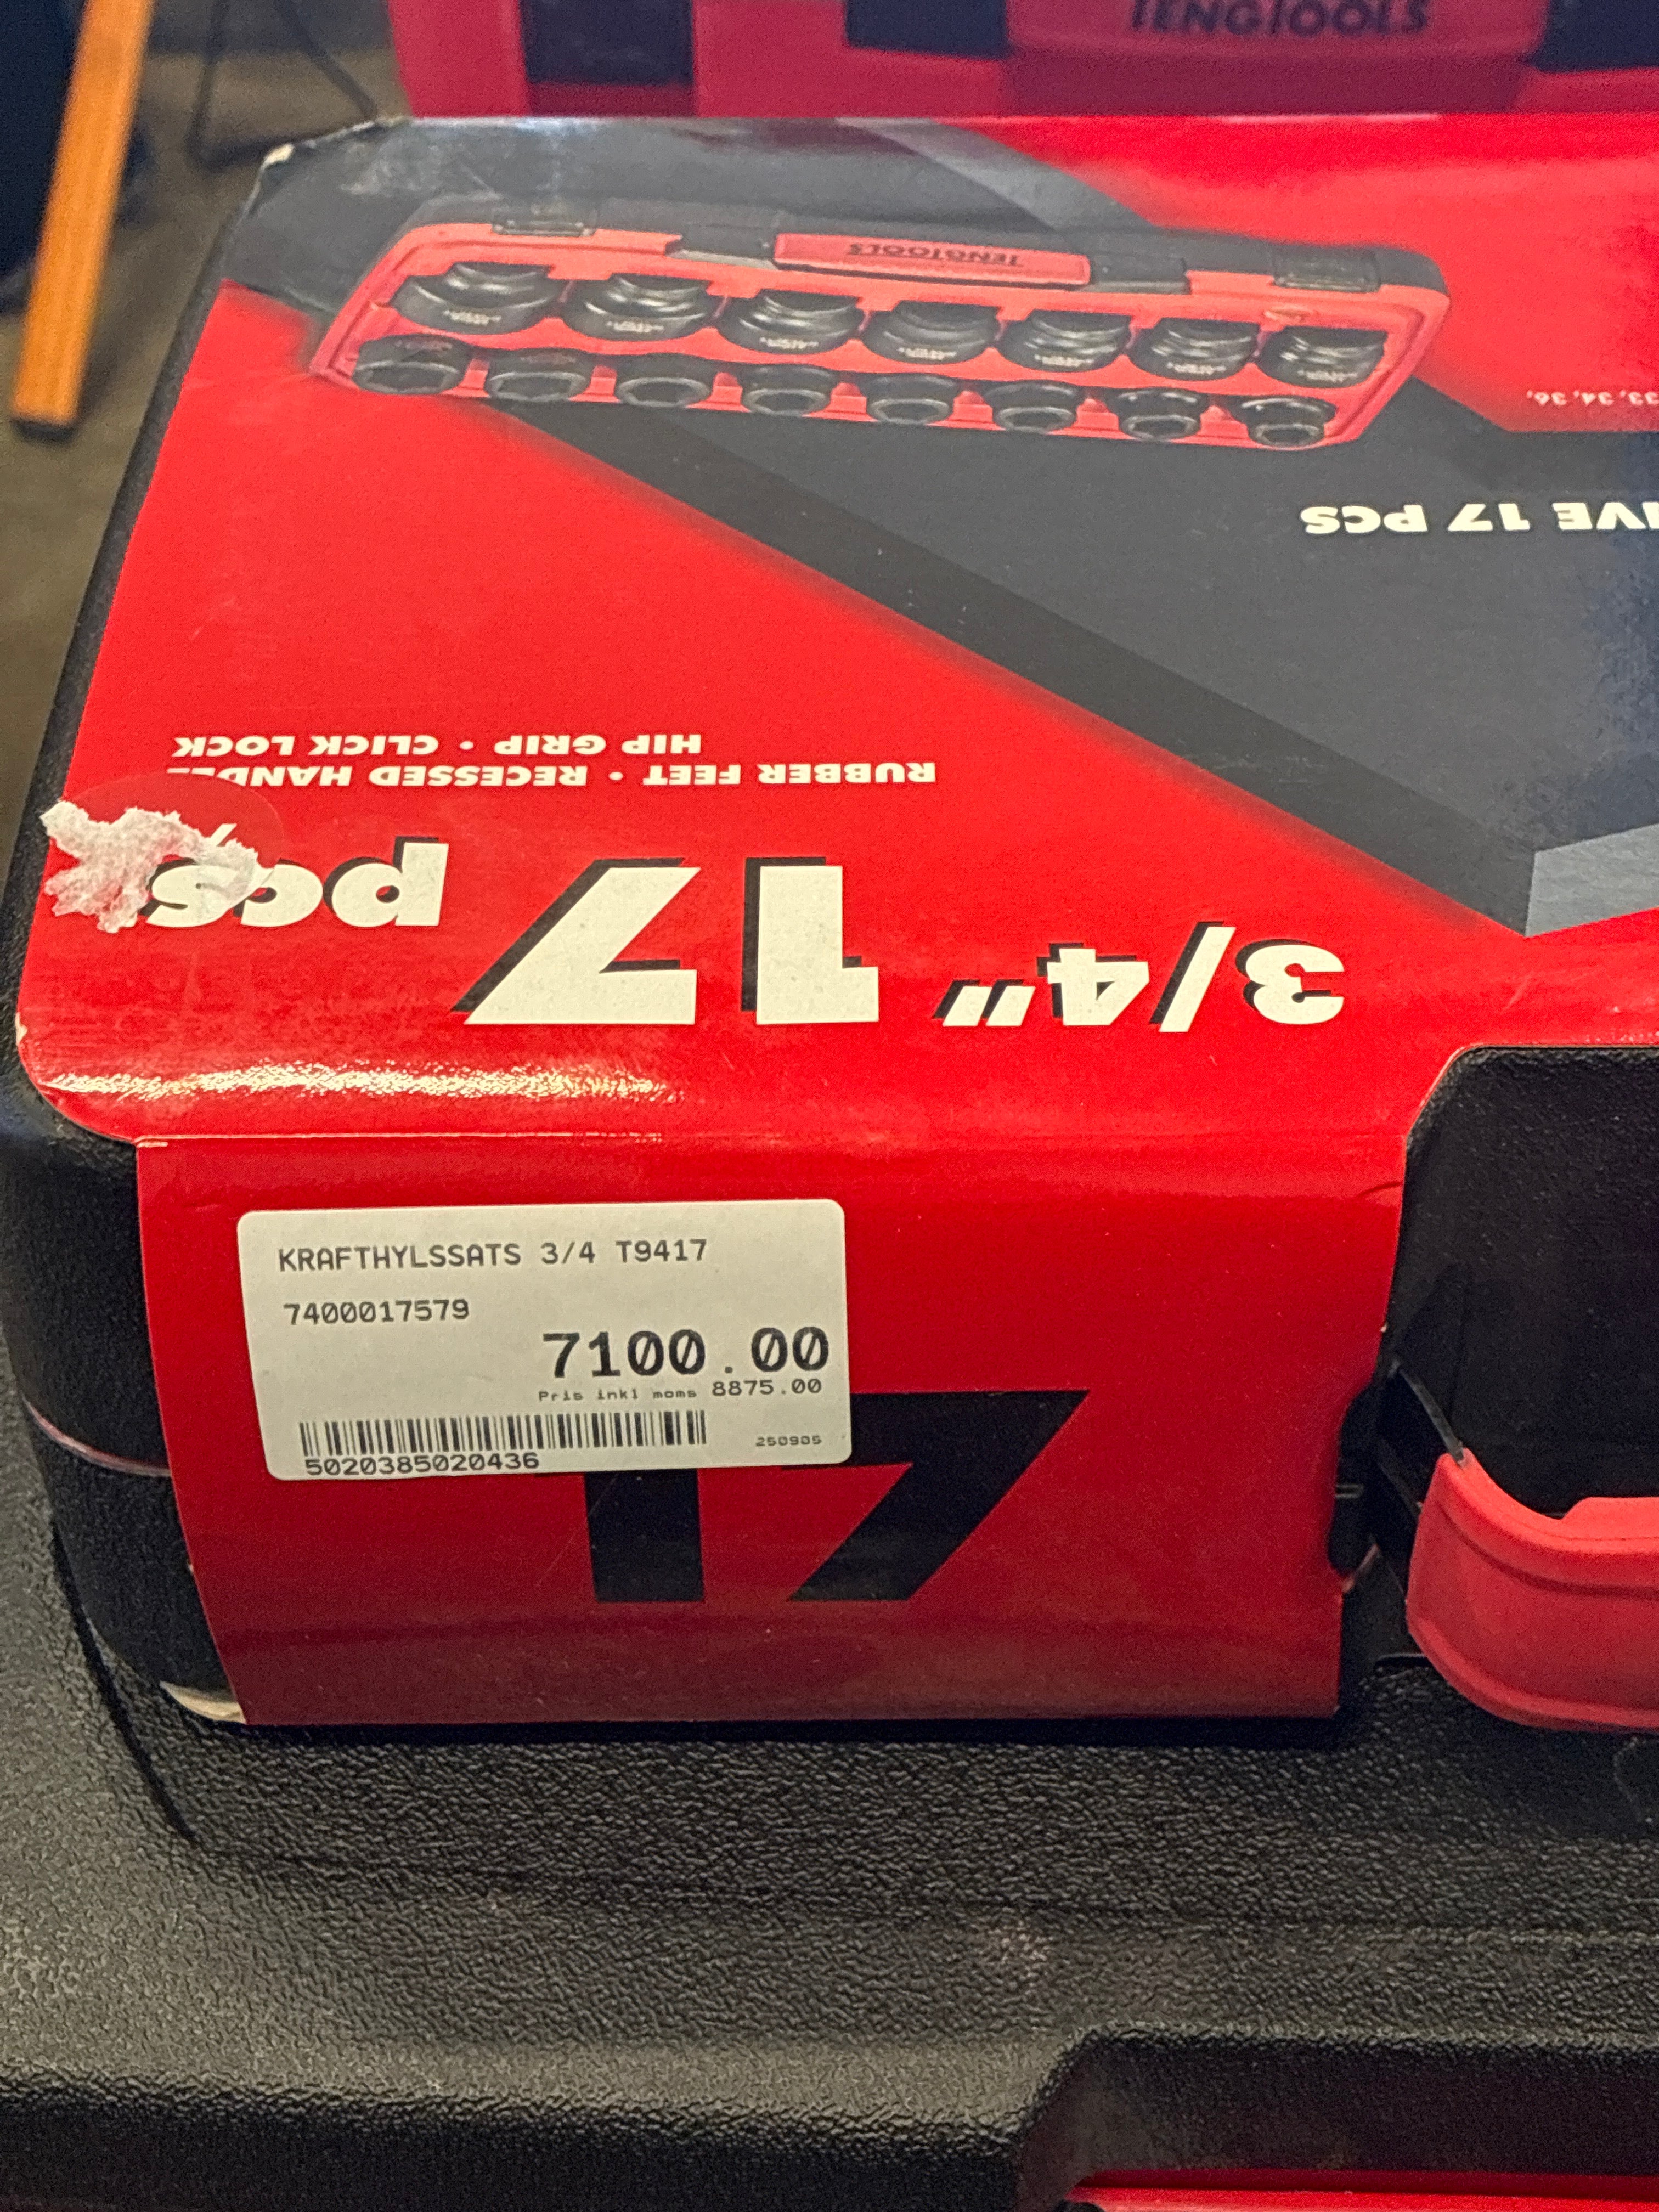 TENGTOOLS
TENGTOOLS
33, 34, 36,
IVE 17 PCS
RUBBER FEET • RECESSED HANDLE
HIP GRIP • CLICK LOCK
3/4" 17 pcs
KRAFTHYLSSATS 3/4 T9417
7400017579
7100.00
Pris inkl moms 8875.00
250905
5020385020436
17